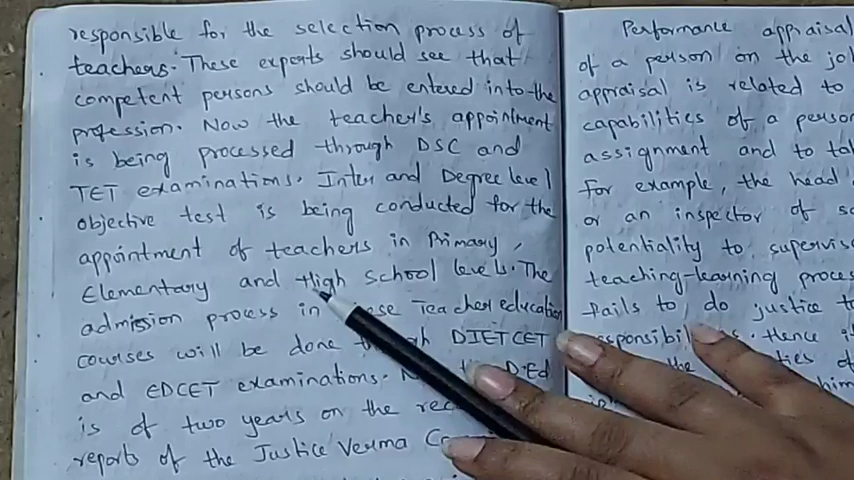 responsible for the selection process of
teachers. These experts should see that
competent persons should be entered into the
profession. Now the teacher's appointment
is being processed through DSC and
TET examinations. Inter and Degree level
objective test is being conducted for the
appointment of teachers in Primary,
Elementary and High school levels. The
admission process in Teacher education
courses will be done DIETCET
and EDCET examinations. D.Ed
is of two years on the
reports of the Justice Verma
Performance appraisal
of a person on the job
appraisal is related to
capabilities of a person
assignment and to
For example, the head
or an inspector of
potentiality to supervise
teaching-learning process
fails to do justice
Hence
the
him